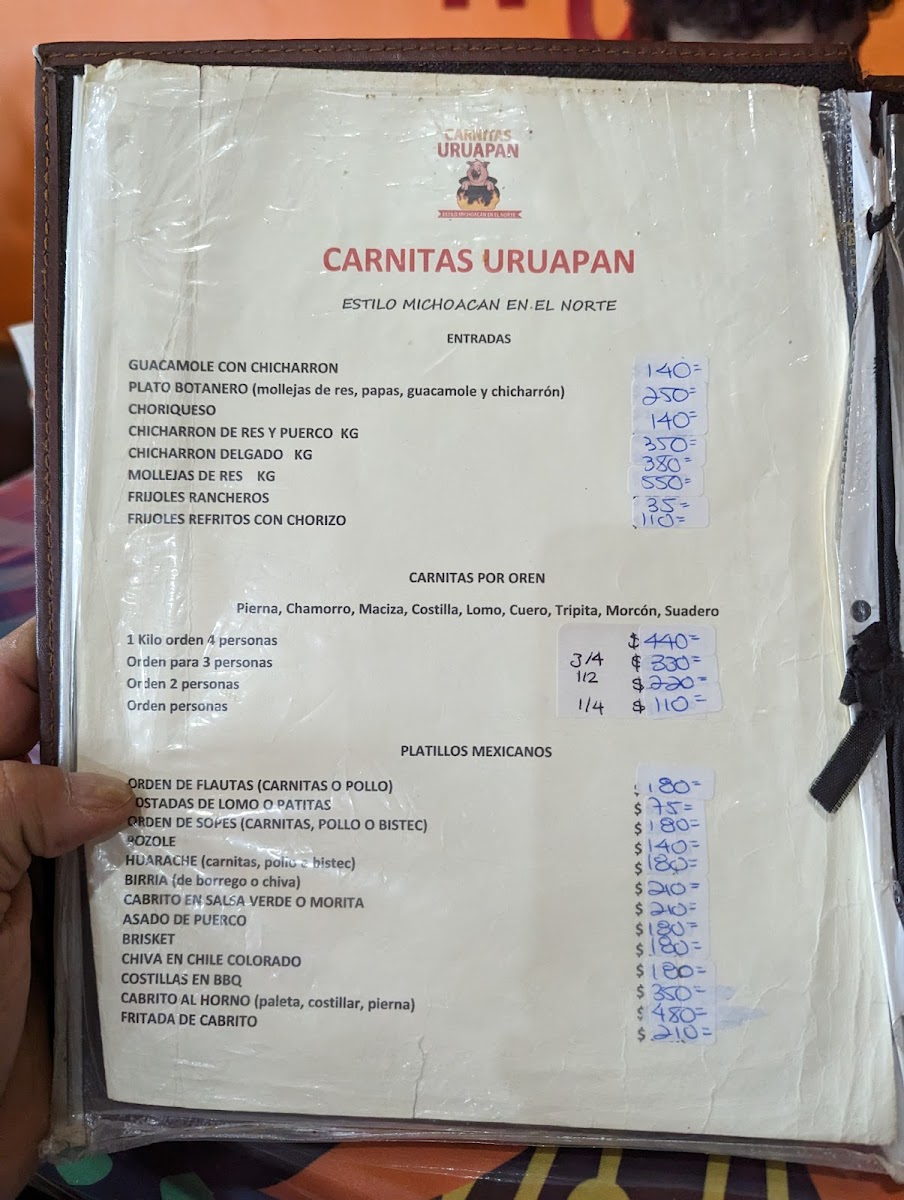 CARNITAS
URUAPAN
ESTILO MICHOACAN EN EL NORTE
CARNITAS URUAPAN
ESTILO MICHOACAN EN EL NORTE
ENTRADAS
GUACAMOLE CON CHICHARRON 140=
PLATO BOTANERO (mollejas de res, papas, guacamole y chicharrón) 250=
CHORIQUESO 140=
CHICHARRON DE RES Y PUERCO KG 350=
CHICHARRON DELGADO KG 380=
MOLLEJAS DE RES KG 550=
FRIJOLES RANCHEROS 35=
FRIJOLES REFRITOS CON CHORIZO 110=
CARNITAS POR OREN
Pierna, Chamorro, Maciza, Costilla, Lomo, Cuero, Tripita, Morcón, Suadero
1 Kilo orden 4 personas $ 440=
Orden para 3 personas 3/4 $ 330=
Orden 2 personas 1/2 $ 220=
Orden personas 1/4 $ 110=
PLATILLOS MEXICANOS
ORDEN DE FLAUTAS (CARNITAS O POLLO) 180=
OSTADAS DE LOMO O PATITAS $ 75=
ORDEN DE SOPES (CARNITAS, POLLO O BISTEC) $ 180=
POZOLE $ 140=
HUARACHE (carnitas, pollo o bistec) $ 180=
BIRRIA (de borrego o chiva) $ 210=
CABRITO EN SALSA VERDE O MORITA $ 210=
ASADO DE PUERCO $ 180=
BRISKET $ 180=
CHIVA EN CHILE COLORADO $ 180=
COSTILLAS EN BBQ $ 350=
CABRITO AL HORNO (paleta, costillar, pierna) $ 480=
FRITADA DE CABRITO $ 210=